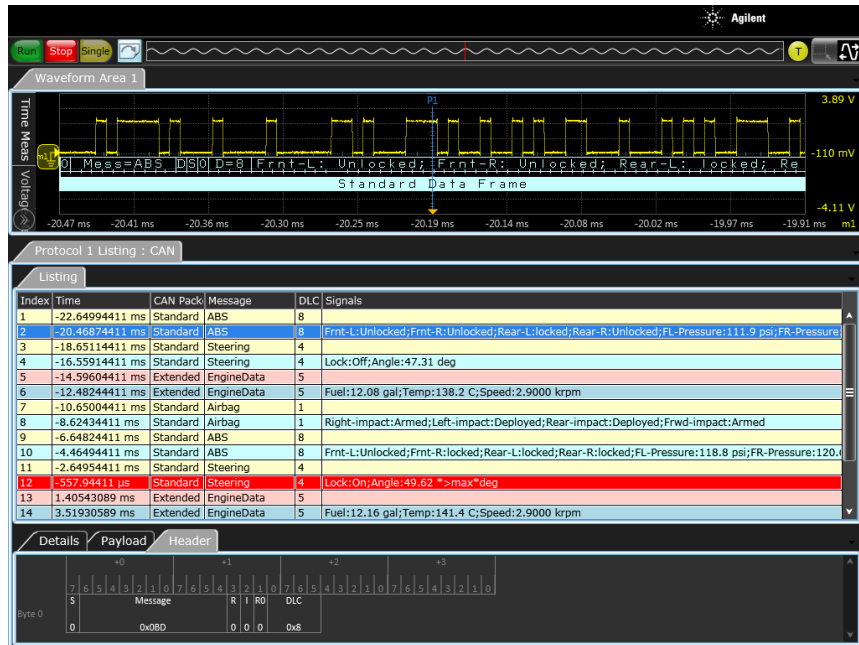 Agilent
Run Stop Single T
Waveform Area 1
Time Meas
Voltag
P1
3.89 V
m1
-110 mV
0 Mess=ABS DS0 D=8 Frnt-L: Unlocked; Frnt-R: Unlocked; Rear-L: locked; Re
Standard Data Frame
-4.11 V
-20.47 ms -20.41 ms -20.36 ms -20.30 ms -20.25 ms -20.19 ms -20.14 ms -20.08 ms -20.02 ms -19.97 ms -19.91 ms m1
Protocol 1 Listing : CAN
Listing
Index Time CAN Pack Message DLC Signals
1 -22.64994411 ms Standard ABS 8
2 -20.46874411 ms Standard ABS 8 Frnt-L:Unlocked;Frnt-R:Unlocked;Rear-L:locked;Rear-R:Unlocked;FL-Pressure:111.9 psi;FR-Pressure:
3 -18.65114411 ms Standard Steering 4
4 -16.55914411 ms Standard Steering 4 Lock:Off;Angle:47.31 deg
5 -14.59604411 ms Extended EngineData 5
6 -12.48244411 ms Extended EngineData 5 Fuel:12.08 gal;Temp:138.2 C;Speed:2.9000 krpm
7 -10.65004411 ms Standard Airbag 1
8 -8.62434411 ms Standard Airbag 1 Right-impact:Armed;Left-impact:Deployed;Rear-impact:Deployed;Frwd-impact:Armed
9 -6.64824411 ms Standard ABS 8
10 -4.46494411 ms Standard ABS 8 Frnt-L:Unlocked;Frnt-R:locked;Rear-L:locked;Rear-R:locked;FL-Pressure:118.8 psi;FR-Pressure:120.
11 -2.64954411 ms Standard Steering 4
12 -557.94411 µs Standard Steering 4 Lock:On;Angle:49.62 *>max*deg
13 1.40543089 ms Extended EngineData 5
14 3.51930589 ms Extended EngineData 5 Fuel:12.16 gal;Temp:141.4 C;Speed:2.9000 krpm
Details Payload Header
+0 +1 +2 +3
7 6 5 4 3 2 1 0 7 6 5 4 3 2 1 0 7 6 5 4 3 2 1 0 7 6 5 4 3 2 1 0
S Message R I R0 DLC
Byte 0
0 0x0BD 0 0 0 0x8